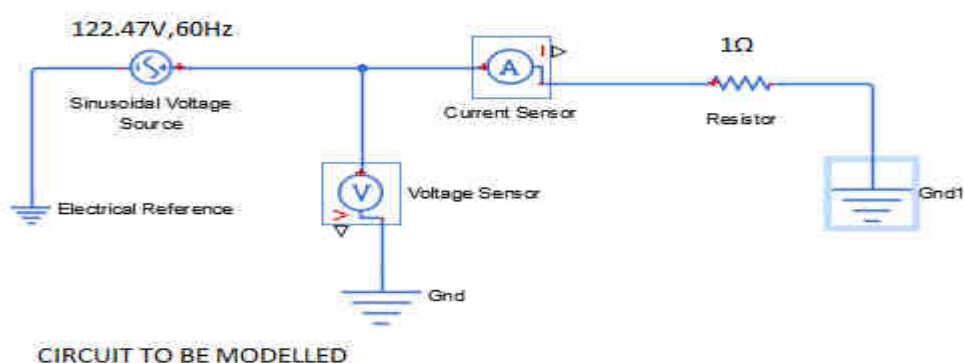 122.47V,60Hz
Sinusoidal Voltage
Source
A
I
Current Sensor
1Ω
Resistor
V
V
Voltage Sensor
Electrical Reference
Gnd1
Gnd
CIRCUIT TO BE MODELLED